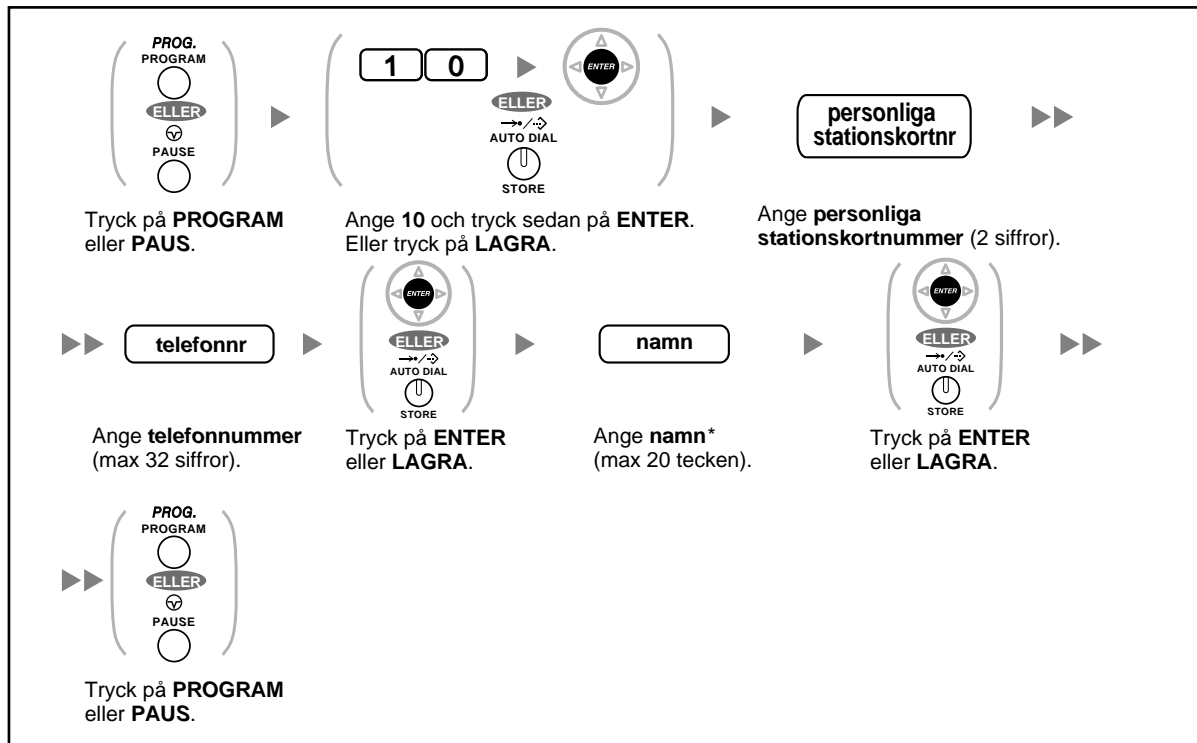 PROG.
PROGRAM
ELLER
PAUSE
Tryck på PROGRAM
eller PAUS.
1 0
ENTER
ELLER
AUTO DIAL
STORE
Ange 10 och tryck sedan på ENTER.
Eller tryck på LAGRA.
personliga
stationskortnr
Ange personliga
stationskortnummer (2 siffror).
telefonnr
Ange telefonnummer
(max 32 siffror).
ENTER
ELLER
AUTO DIAL
STORE
Tryck på ENTER
eller LAGRA.
namn
Ange namn*
(max 20 tecken).
ENTER
ELLER
AUTO DIAL
STORE
Tryck på ENTER
eller LAGRA.
PROG.
PROGRAM
ELLER
PAUSE
Tryck på PROGRAM
eller PAUS.